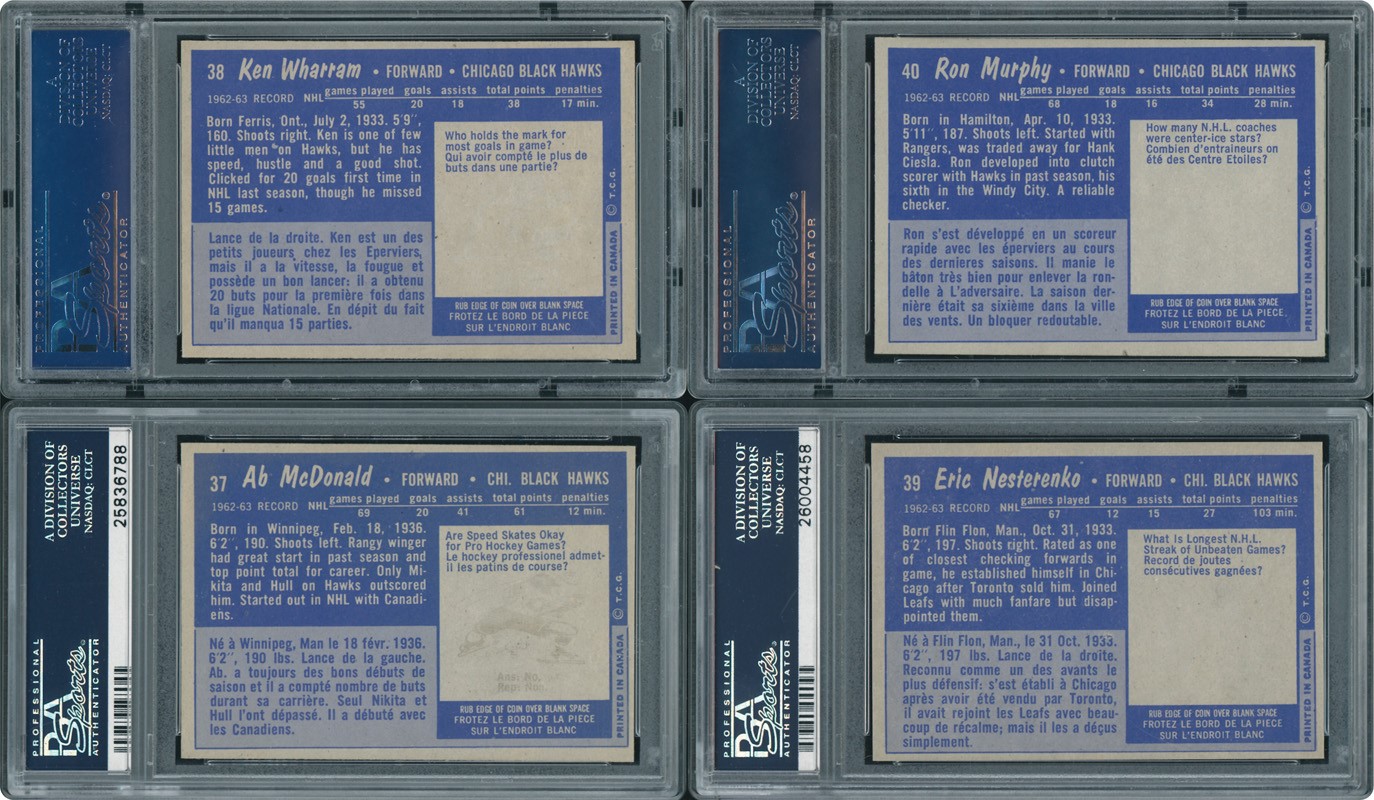 A DIVISION OF
COLLECTORS
UNIVERSE
NASDAQ: CLCT
PROFESSIONAL
PSA
Sports
AUTHENTICATOR
38 Ken Wharram • FORWARD • CHICAGO BLACK HAWKS
1962-63 RECORD NHL games played goals assists total points penalties
55 20 18 38 17 min.
Born Ferris, Ont., July 2, 1933. 5'9",
160. Shoots right. Ken is one of few
little men on Hawks, but he has
speed, hustle and a good shot.
Clicked for 20 goals first time in
NHL last season, though he missed
15 games.
Lance de la droite. Ken est un des
petits joueurs chez les Eperviers,
mais il a la vitesse, la fougue et
possède un bon lancer: il a obtenu
20 buts pour la première fois dans
la ligue Nationale. En dépit du fait
qu'il manqua 15 parties.
Who holds the mark for
most goals in game?
Qui avoir compté le plus de
buts dans une partie?
RUB EDGE OF COIN OVER BLANK SPACE
FROTEZ LE BORD DE LA PIECE
SUR L'ENDROIT BLANC
PRINTED IN CANADA © T.C.G.
A DIVISION OF
COLLECTORS
UNIVERSE
NASDAQ: CLCT
PROFESSIONAL
PSA
Sports
AUTHENTICATOR
40 Ron Murphy • FORWARD • CHICAGO BLACK HAWKS
1962-63 RECORD NHL games played goals assists total points penalties
68 18 16 34 28 min.
Born in Hamilton, Apr. 10, 1933.
5'11", 187. Shoots left. Started with
Rangers, was traded away for Hank
Ciesla. Ron developed into clutch
scorer with Hawks in past season, his
sixth in the Windy City. A reliable
checker.
Ron s'est développé en un scoreur
rapide avec les éperviers au cours
des dernieres saisons. Il manie le
bâton très bien pour enlever la ron-
delle à L'adversaire. La saison der-
nière était sa sixième dans la ville
des vents. Un bloquer redoutable.
How many N.H.L. coaches
were center-ice stars?
Combien d'entraineurs on
été des Centre Etoiles?
RUB EDGE OF COIN OVER BLANK SPACE
FROTEZ LE BORD DE LA PIECE
SUR L'ENDROIT BLANC
PRINTED IN CANADA © T.C.G.
A DIVISION OF
COLLECTORS
UNIVERSE
NASDAQ: CLCT
25836788
PROFESSIONAL
PSA
Sports
AUTHENTICATOR
37 Ab McDonald • FORWARD • CHI. BLACK HAWKS
1962-63 RECORD NHL games played goals assists total points penalties
69 20 41 61 12 min.
Born in Winnipeg, Feb. 18, 1936.
6'2", 190. Shoots left. Rangy winger
had great start in past season and
top point total for career. Only Mi-
kita and Hull on Hawks outscored
him. Started out in NHL with Canadi-
ens.
Né à Winnipeg, Man le 18 févr. 1936.
6'2", 190 lbs. Lance de la gauche.
Ab. a toujours des bons débuts de
saison et il a compté nombre de buts
durant sa carrière. Seul Nikita et
Hull l'ont dépassé. Il a débuté avec
les Canadiens.
Are Speed Skates Okay
for Pro Hockey Games?
Le hockey professionel admet-
il les patins de course?
Ans. No.
Rep: Non
RUB EDGE OF COIN OVER BLANK SPACE
FROTEZ LE BORD DE LA PIECE
SUR L'ENDROIT BLANC
PRINTED IN CANADA © T.C.G.
A DIVISION OF
COLLECTORS
UNIVERSE
NASDAQ: CLCT
26004458
PROFESSIONAL
PSA
Sports
AUTHENTICATOR
39 Eric Nesterenko • FORWARD • CHI. BLACK HAWKS
1962-63 RECORD NHL games played goals assists total points penalties
67 12 15 27 103 min.
Born Flin Flon, Man., Oct. 31, 1933.
6'2", 197. Shoots right. Rated as one
of closest checking forwards in
game, he established himself in Chi-
cago after Toronto sold him. Joined
Leafs with much fanfare but disap-
pointed them.
Né à Flin Flon, Man., le 31 Oct. 1933.
6'2", 197 lbs. Lance de la droite.
Reconnu comme un des avants le
plus défensif: s'est établi à Chicago
après avoir été vendu par Toronto,
il avait rejoint les Leafs avec beau-
coup de récalme; mais il les a déçus
simplement.
What Is Longest N.H.L.
Streak of Unbeaten Games?
Record de joutes
consécutives gagnées?
RUB EDGE OF COIN OVER BLANK SPACE
FROTEZ LE BORD DE LA PIECE
SUR L'ENDROIT BLANC
PRINTED IN CANADA © T.C.G.